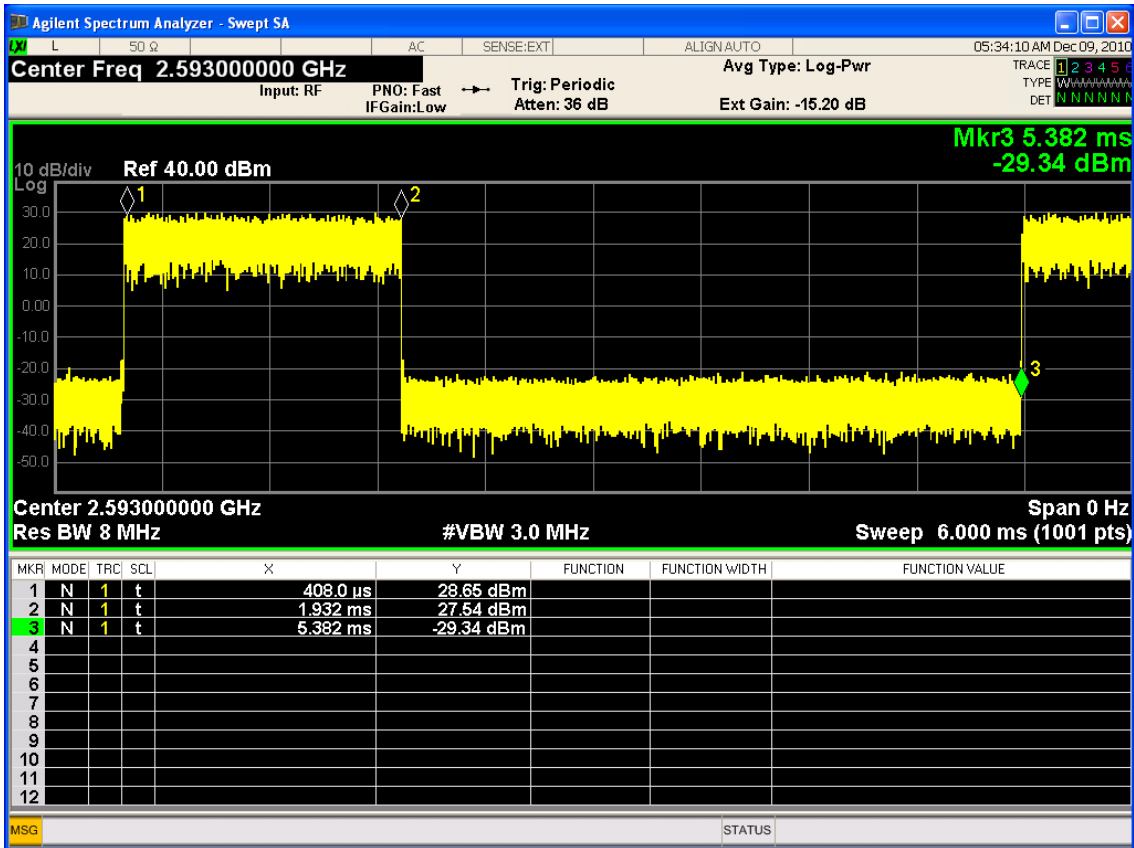 Agilent Spectrum Analyzer - Swept SA
LXI L 50 Ω AC SENSE:EXT ALIGN AUTO 05:34:10 AM Dec 09, 2010
Center Freq 2.593000000 GHz
Input: RF
PNO: Fast
IFGain:Low
Trig: Periodic
Atten: 36 dB
Avg Type: Log-Pwr
Ext Gain: -15.20 dB
TRACE 1 2 3 4 5 6
TYPE WWWWWW
DET N N N N N N
Mkr3 5.382 ms
-29.34 dBm
10 dB/div Ref 40.00 dBm
Log
1
2
3
30.0
20.0
10.0
0.00
-10.0
-20.0
-30.0
-40.0
-50.0
Center 2.593000000 GHz Span 0 Hz
Res BW 8 MHz #VBW 3.0 MHz Sweep 6.000 ms (1001 pts)
MKR MODE TRC SCL X Y FUNCTION FUNCTION WIDTH FUNCTION VALUE
1 N 1 t 408.0 µs 28.65 dBm
2 N 1 t 1.932 ms 27.54 dBm
3 N 1 t 5.382 ms -29.34 dBm
4
5
6
7
8
9
10
11
12
MSG STATUS